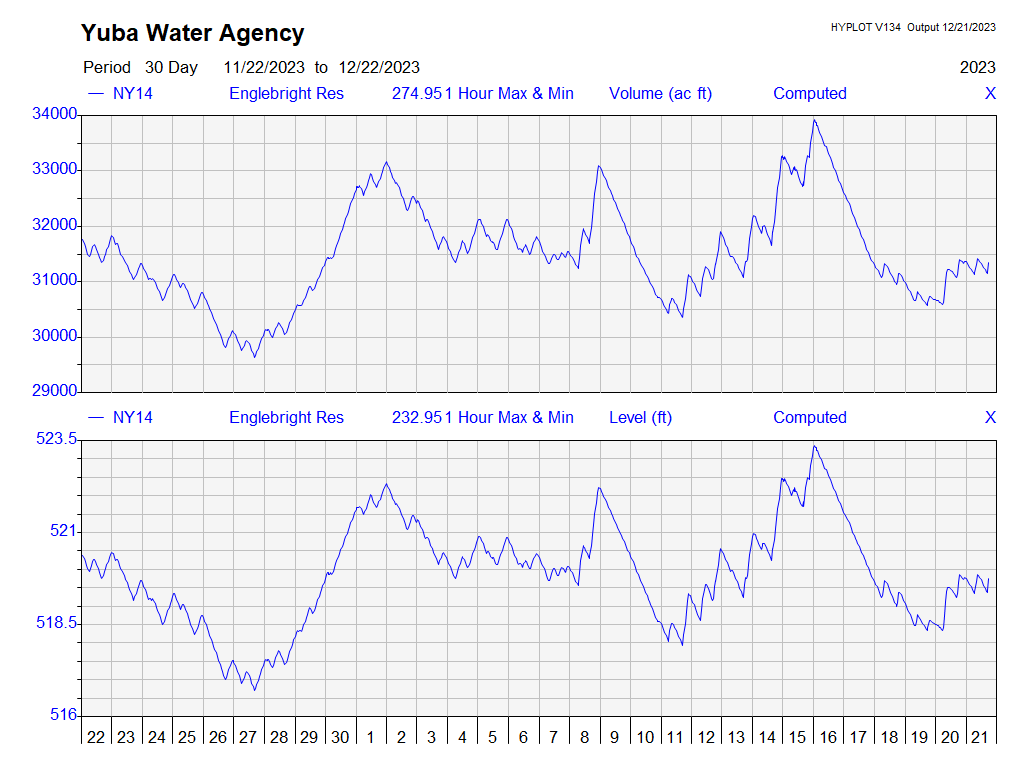 Yuba Water Agency
HYPLOT V134 Output 12/21/2023
Period 30 Day 11/22/2023 to 12/22/2023 2023
NY14 Englebright Res 274.951 Hour Max & Min Volume (ac ft) Computed X
34000
33000
32000
31000
30000
29000
NY14 Englebright Res 232.951 Hour Max & Min Level (ft) Computed X
523.5
521
518.5
516
22 23 24 25 26 27 28 29 30 1 2 3 4 5 6 7 8 9 10 11 12 13 14 15 16 17 18 19 20 21